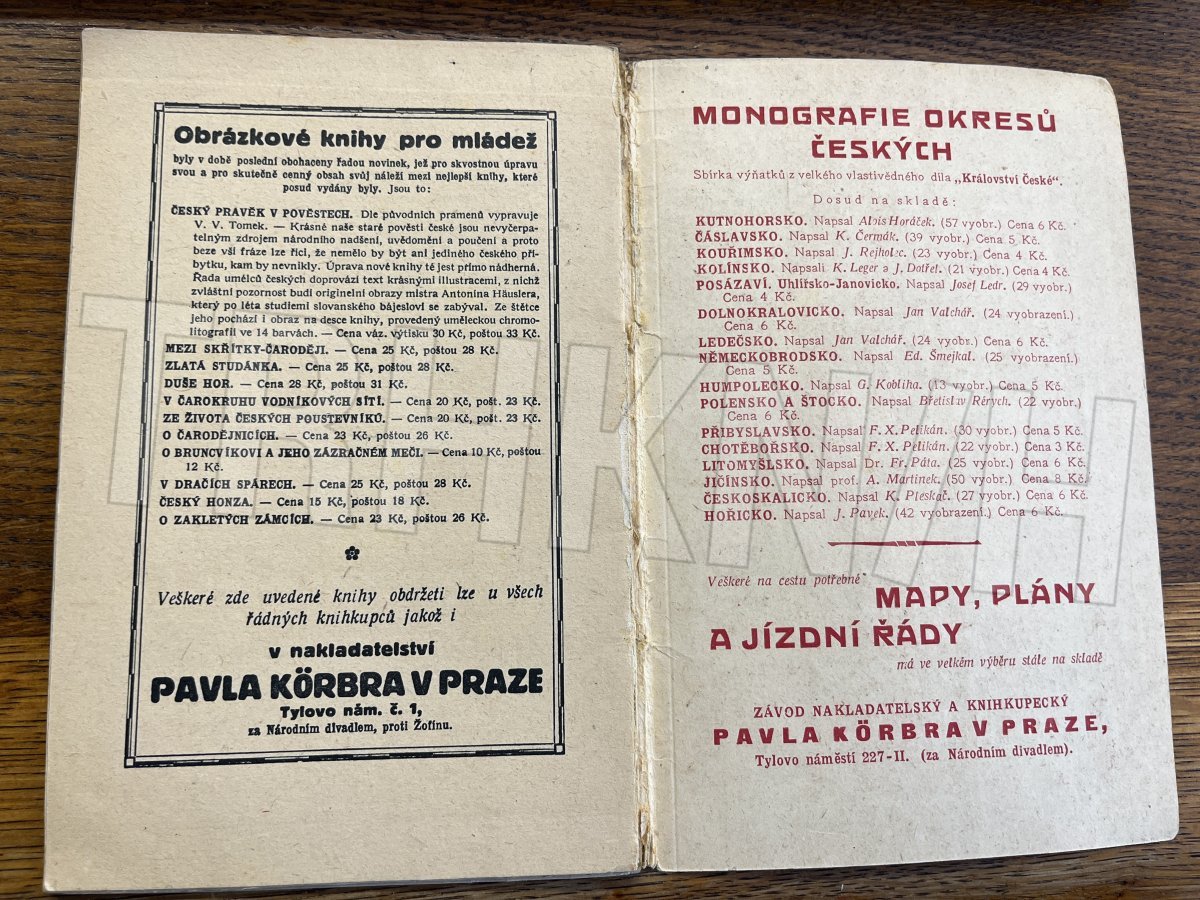 Obrázkové knihy pro mládež
byly v době poslední obohaceny řadou novinek, jež pro skvostnou úpravu
svou a pro skutečně cenný obsah svůj náleží mezi nejlepší knihy, které
posud vydány byly. Jsou to:
ČESKÝ PRAVĚK V POVĚSTECH. Dle původních pramenů vypravuje
V. V. Tomek. — Krásné naše staré pověsti české jsou nevyčerpa-
telným zdrojem národního nadšení, uvědomění a poučení a proto
beze vší fráze lze říci, že nemělo by být ani jediného českého pří-
bytku, kam by nevnikly. Úprava nové knihy té jest přímo nádherná.
Řada umělců českých doprovází text krásnými illustracemi, z nichž
zvláštní pozornost budí originelní obrazy mistra Antonína Häuslera,
který po léta studiem slovanského bájesloví se zabýval. Ze štětce
jeho pochází i obraz na desce knihy, provedený uměleckou chromo-
litografií ve 14 barvách. — Cena váz. výtisku 30 Kč, poštou 33 Kč.
MEZI SKŘÍTKY-ČARODĚJI. — Cena 25 Kč, poštou 28 Kč.
ZLATÁ STUDÁNKA. — Cena 25 Kč, poštou 28 Kč.
DUŠE HOR. — Cena 28 Kč, poštou 31 Kč.
V ČAROKRUHU VODNÍKOVÝCH SÍTÍ. — Cena 20 Kč, pošt. 23 Kč.
ZE ŽIVOTA ČESKÝCH POUSTEVNÍKŮ. — Cena 20 Kč, pošt. 23 Kč.
O ČARODĚJNICÍCH. — Cena 23 Kč, poštou 26 Kč.
O BRUNCVÍKOVI A JEHO ZÁZRAČNÉM MEČI. — Cena 10 Kč, poštou
12 Kč.
V DRAČÍCH SPÁRECH. — Cena 25 Kč, poštou 28 Kč.
ČESKÝ HONZA. — Cena 15 Kč, poštou 18 Kč.
O ZAKLETÝCH ZÁMCÍCH. — Cena 23 Kč, poštou 26 Kč.
Veškeré zde uvedené knihy obdržeti lze u všech
řádných knihkupců jakož i
v nakladatelství
PAVLA KÖRBRA V PRAZE
Tylovo nám. č. 1,
za Národním divadlem, proti Žofínu.
MONOGRAFIE OKRESŮ
ČESKÝCH
Sbírka výňatků z velkého vlastivědného díla „Království České“.
Dosud na skladě:
KUTNOHORSKO. Napsal Alois Horáček. (57 vyobr.) Cena 6 Kč.
ČÁSLAVSKO. Napsal K. Čermák. (39 vyobr.) Cena 5 Kč.
KOUŘIMSKO. Napsal J. Rejholec. (23 vyobr.) Cena 4 Kč.
KOLÍNSKO. Napsali K. Leger a J. Dotřel. (21 vyobr.) Cena 4 Kč.
POSÁZAVÍ, Uhlířsko-Janovicko. Napsal Josef Ledr. (29 vyobr.)
Cena 4 Kč.
DOLNOKRALOVICKO. Napsal Jan Valchář. (24 vyobrazení.)
Cena 6 Kč.
LEDEČSKO. Napsal Jan Valchář. (24 vyobr.) Cena 6 Kč.
NĚMECKOBRODSKO. Napsal Ed. Šmejkal. (25 vyobrazení.)
Cena 5 Kč.
HUMPOLECKO. Napsal G. Kobliha. (13 vyobr.) Cena 5 Kč.
POLENSKO A ŠTOCKO. Napsal Břetislav Rérych. (22 vyobr.)
Cena 6 Kč.
PŘIBYSLAVSKO. Napsal F. X. Pelikán. (30 vyobr.) Cena 5 Kč.
CHOTĚBOŘSKO. Napsal F. X. Pelikán. (22 vyobr.) Cena 3 Kč.
LITOMYŠLSKO. Napsal Dr. Fr. Páta. (25 vyobr.) Cena 6 Kč.
JIČÍNSKO. Napsal prof. A. Martinek. (50 vyobr.) Cena 8 Kč.
ČESKOSKALICKO. Napsal K. Pleskáč. (27 vyobr.) Cena 6 Kč.
HOŘICKO. Napsal J. Pavek. (42 vyobrazení.) Cena 6 Kč.
Veškeré na cestu potřebné
MAPY, PLÁNY
A JÍZDNÍ ŘÁDY
má ve velkém výběru stále na skladě
ZÁVOD NAKLADATELSKÝ A KNIHKUPECKÝ
PAVLA KÖRBRA V PRAZE,
Tylovo náměstí 227-II. (za Národním divadlem).